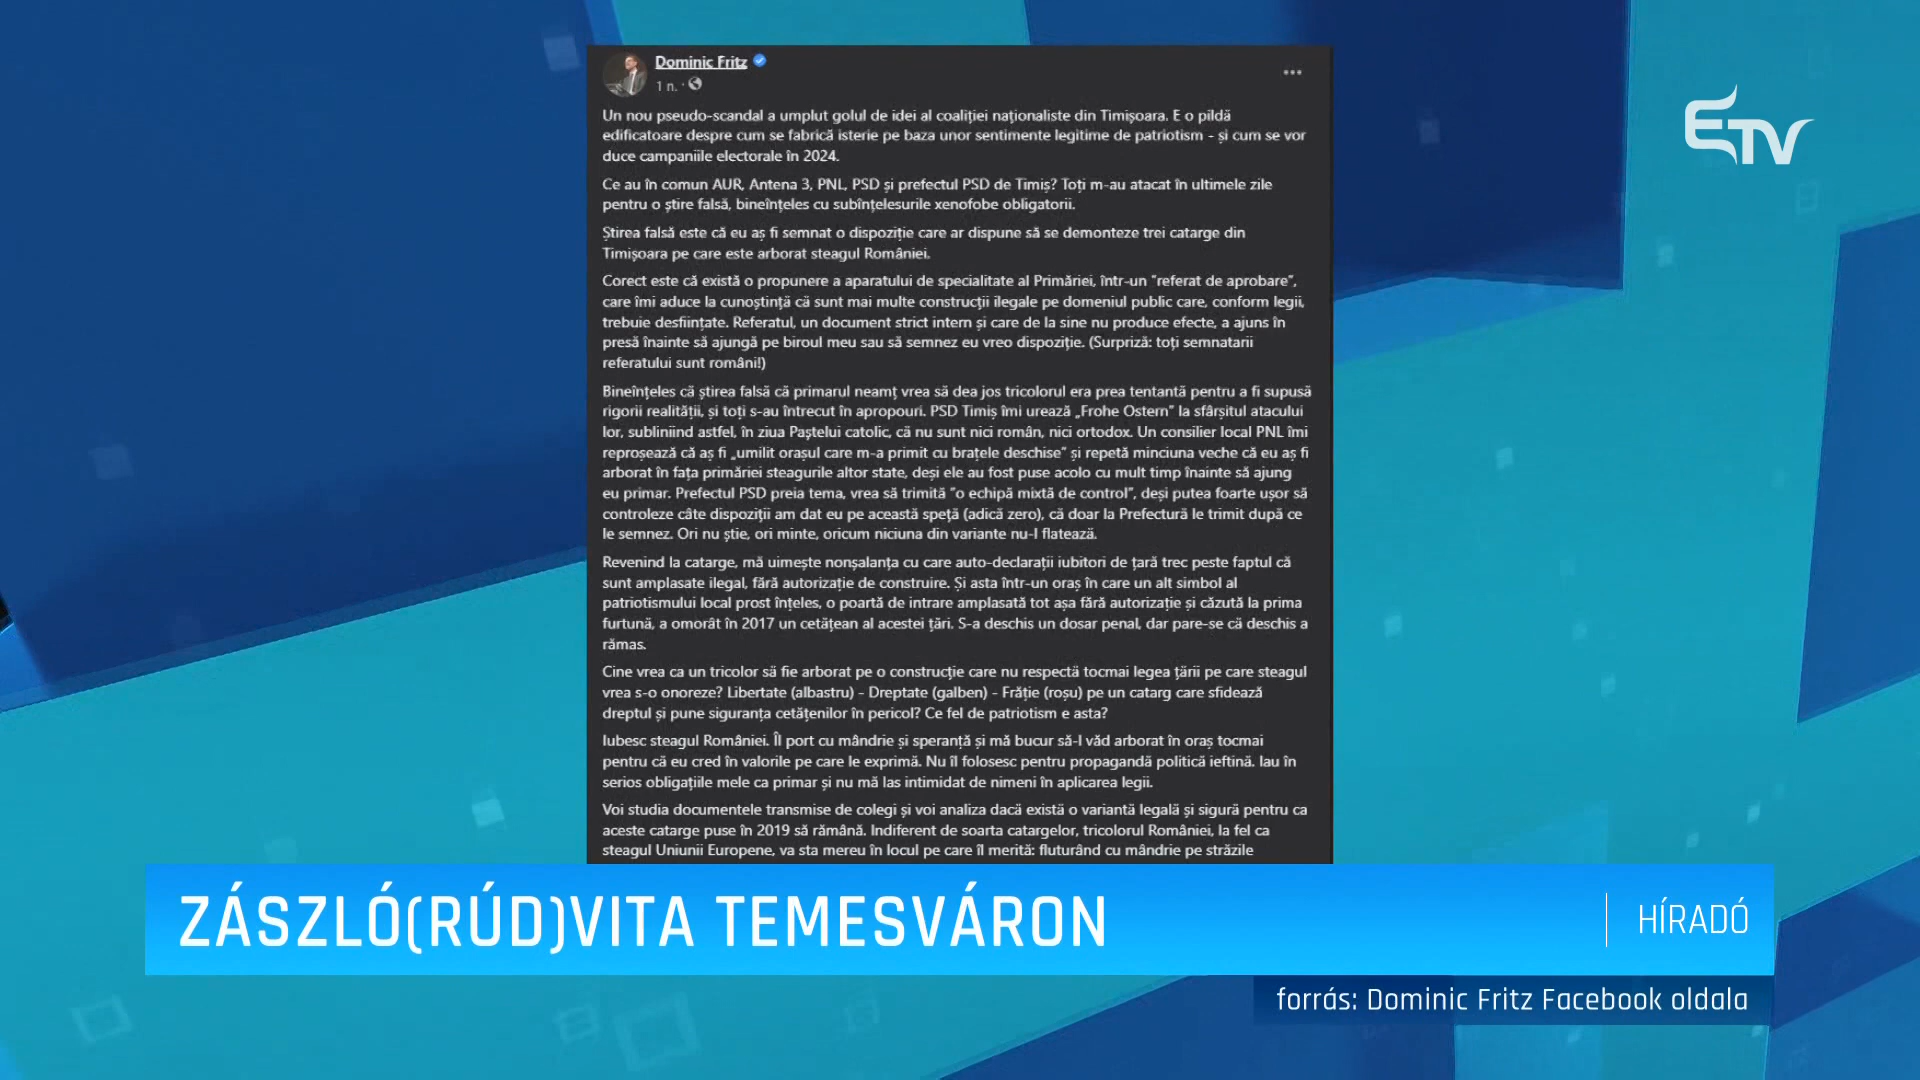 Dominic Fritz
1 n. ·
Un nou pseudo-scandal a umplut golul de idei al coaliției naționaliste din Timișoara. E o pildă
edificatoare despre cum se fabrică isterie pe baza unor sentimente legitime de patriotism - și cum se vor
duce campaniile electorale în 2024.
Ce au în comun AUR, Antena 3, PNL, PSD și prefectul PSD de Timiș? Toți m-au atacat în ultimele zile
pentru o știre falsă, bineînțeles cu subînțelesurile xenofobe obligatorii.
Știrea falsă este că eu aș fi semnat o dispoziție care ar dispune să se demonteze trei catarge din
Timișoara pe care este arborat steagul României.
Corect este că există o propunere a aparatului de specialitate al Primăriei, într-un "referat de aprobare",
care îmi aduce la cunoștință că sunt mai multe construcții ilegale pe domeniul public care, conform legii,
trebuie desființate. Referatul, un document strict intern și care de la sine nu produce efecte, a ajuns în
presă înainte să ajungă pe biroul meu sau să semnez eu vreo dispoziție. (Surpriză: toți semnatarii
referatului sunt români!)
Bineînțeles că știrea falsă că primarul neamț vrea să dea jos tricolorul era prea tentantă pentru a fi supusă
rigorii realității, și toți s-au întrecut în apropouri. PSD Timiș îmi urează „Frohe Ostern" la sfârșitul atacului
lor, subliniind astfel, în ziua Paștelui catolic, că nu sunt nici român, nici ortodox. Un consilier local PNL îmi
reproșează că aș fi „umilit orașul care m-a primit cu brațele deschise" și repetă minciuna veche că eu aș fi
arborat în fața primăriei steagurile altor state, deși ele au fost puse acolo cu mult timp înainte să ajung
eu primar. Prefectul PSD preia tema, vrea să trimită "o echipă mixtă de control", deși putea foarte ușor să
controleze câte dispoziții am dat eu pe această speță (adică zero), că doar la Prefectură le trimit după ce
le semnez. Ori nu știe, ori minte, oricum niciuna din variante nu-l flatează.
Revenind la catarge, mă uimește nonșalanța cu care auto-declarații iubitori de țară trec peste faptul că
sunt amplasate ilegal, fără autorizație de construire. Și asta într-un oraș în care un alt simbol al
patriotismului local prost înțeles, o poartă de intrare amplasată tot așa fără autorizație și căzută la prima
furtună, a omorât în 2017 un cetățean al acestei țări. S-a deschis un dosar penal, dar pare-se că deschis a
rămas.
Cine vrea ca un tricolor să fie arborat pe o construcție care nu respectă tocmai legea țării pe care steagul
vrea s-o onoreze? Libertate (albastru) - Dreptate (galben) - Frăție (roșu) pe un catarg care sfidează
dreptul și pune siguranța cetățenilor în pericol? Ce fel de patriotism e asta?
Iubesc steagul României. Îl port cu mândrie și speranță și mă bucur să-l văd arborat în oraș tocmai
pentru că eu cred în valorile pe care le exprimă. Nu îl folosesc pentru propagandă politică ieftină. Iau în
serios obligațiile mele ca primar și nu mă las intimidat de nimeni în aplicarea legii.
Voi studia documentele transmise de colegi și voi analiza dacă există o variantă legală și sigură pentru ca
aceste catarge puse în 2019 să rămână. Indiferent de soarta catargelor, tricolorul României, la fel ca
steagul Uniunii Europene, va sta mereu în locul pe care îl merită: fluturând cu mândrie pe străzile
ETV
ZÁSZLÓ(RÚD)VITA TEMESVÁRON
HÍRADÓ
forrás: Dominic Fritz Facebook oldala